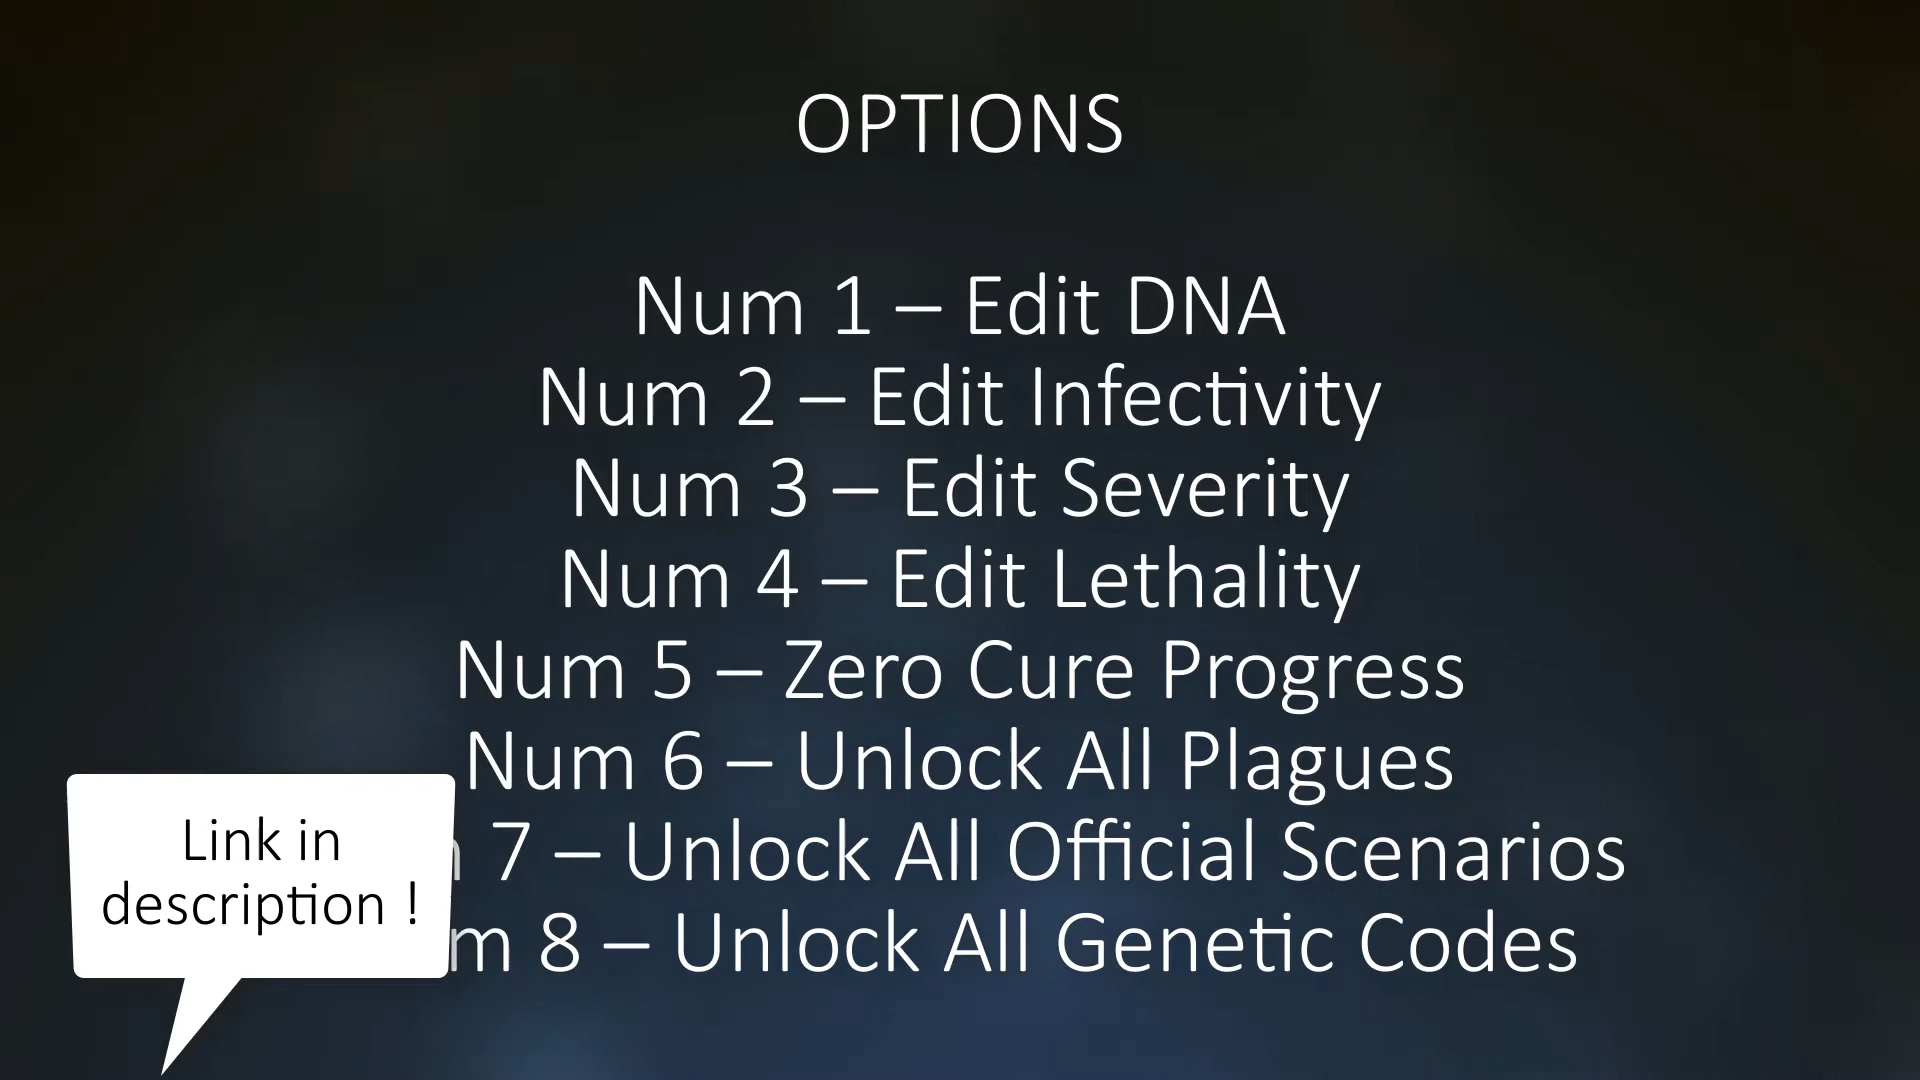 OPTIONS
Num 1 – Edit DNA
Num 2 – Edit Infectivity
Num 3 – Edit Severity
Num 4 – Edit Lethality
Num 5 – Zero Cure Progress
Num 6 – Unlock All Plagues
7 – Unlock All Official Scenarios
m 8 – Unlock All Genetic Codes
Link in
description !